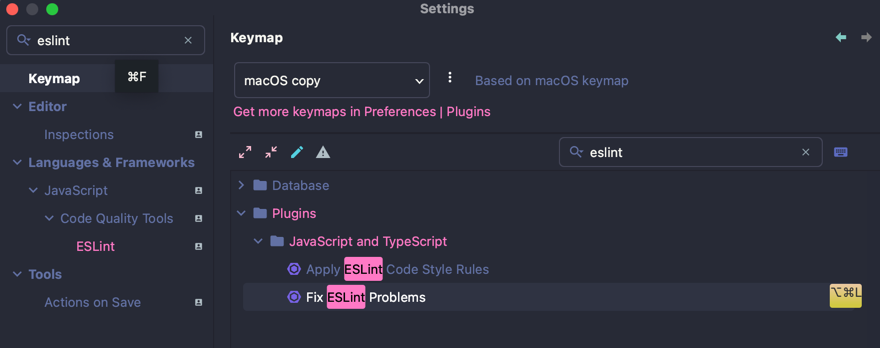 Settings
eslint
Keymap
⌘F
Editor
Inspections
Languages & Frameworks
JavaScript
Code Quality Tools
ESLint
Tools
Actions on Save
Keymap
macOS copy
Based on macOS keymap
Get more keymaps in Preferences | Plugins
eslint
Database
Plugins
JavaScript and TypeScript
Apply ESLint Code Style Rules
Fix ESLint Problems ⌥⌘L